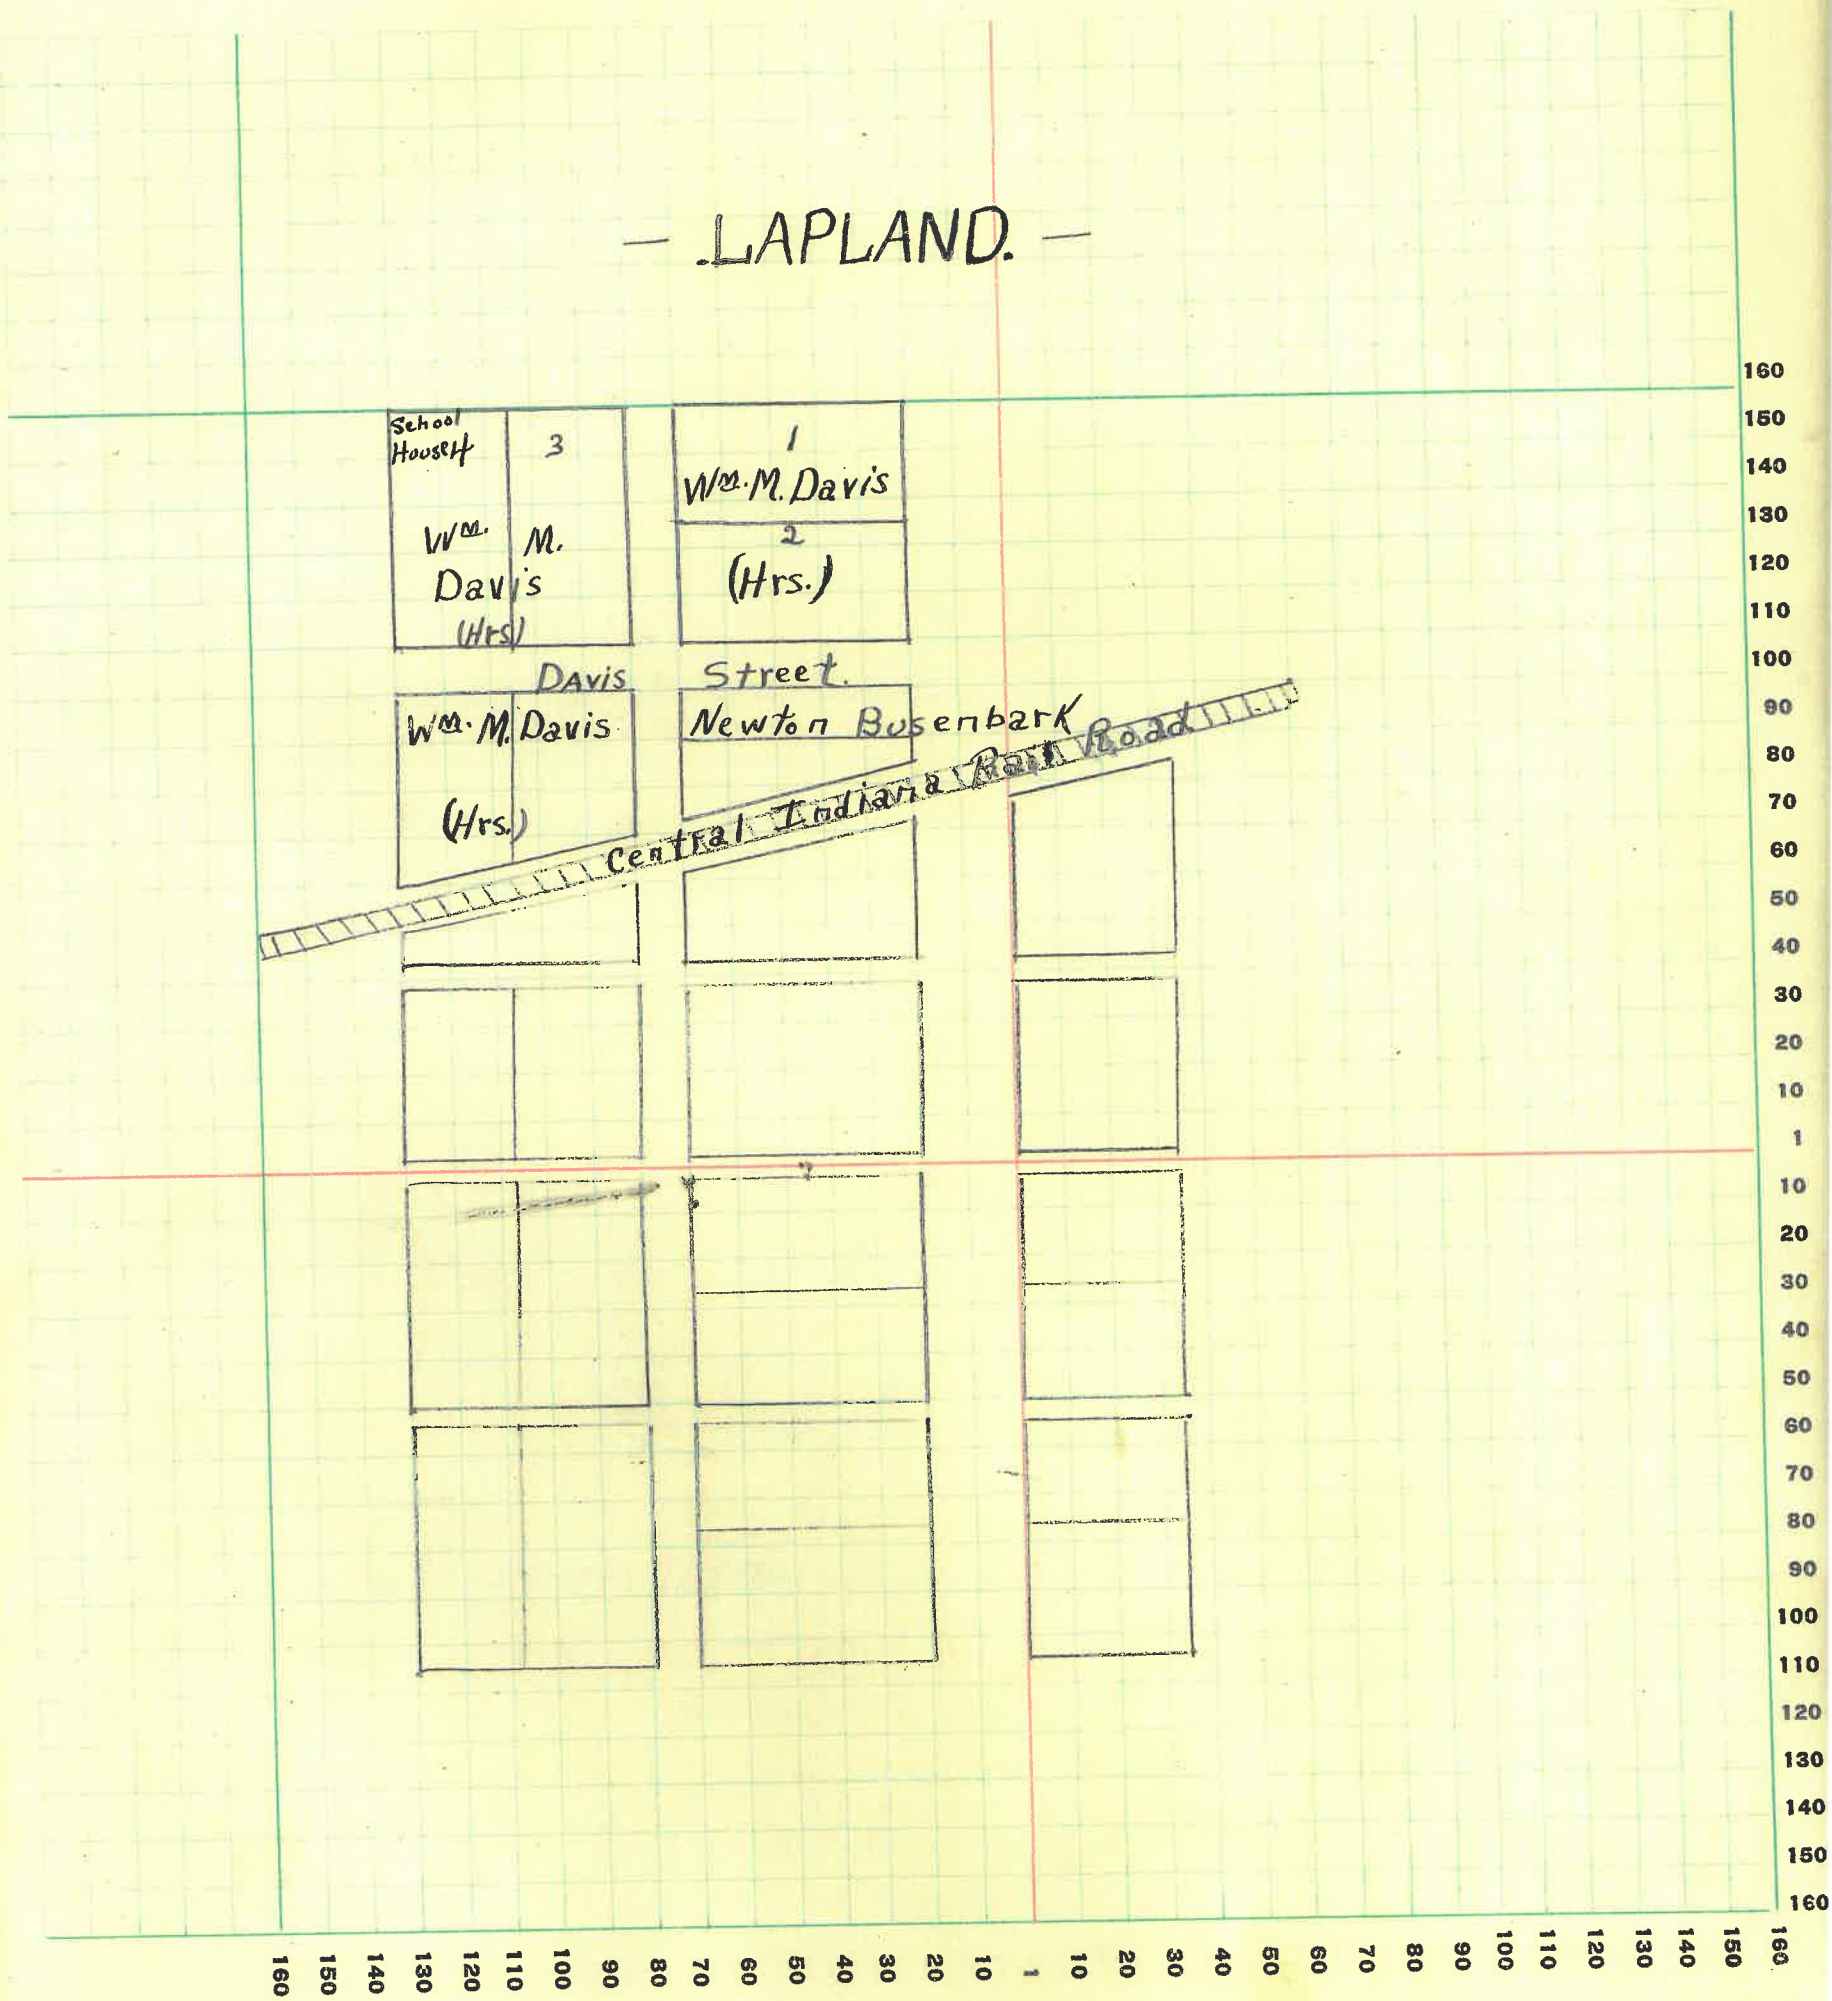 — .LAPLAND. —
School
House 4
3
Wm. M.
Davis
(Hrs)
1
Wm. M. Davis
2
(Hrs.)
Davis Street.
Wm. M. Davis
(Hrs.)
Newton Busenbark
Central Indiana Rail Road
160
150
140
130
120
110
100
90
80
70
60
50
40
30
20
10
1
10
20
30
40
50
60
70
80
90
100
110
120
130
140
150
160
160 150 140 130 120 110 100 90 80 70 60 50 40 30 20 10 1 10 20 30 40 50 60 70 80 90 100 110 120 130 140 150 160